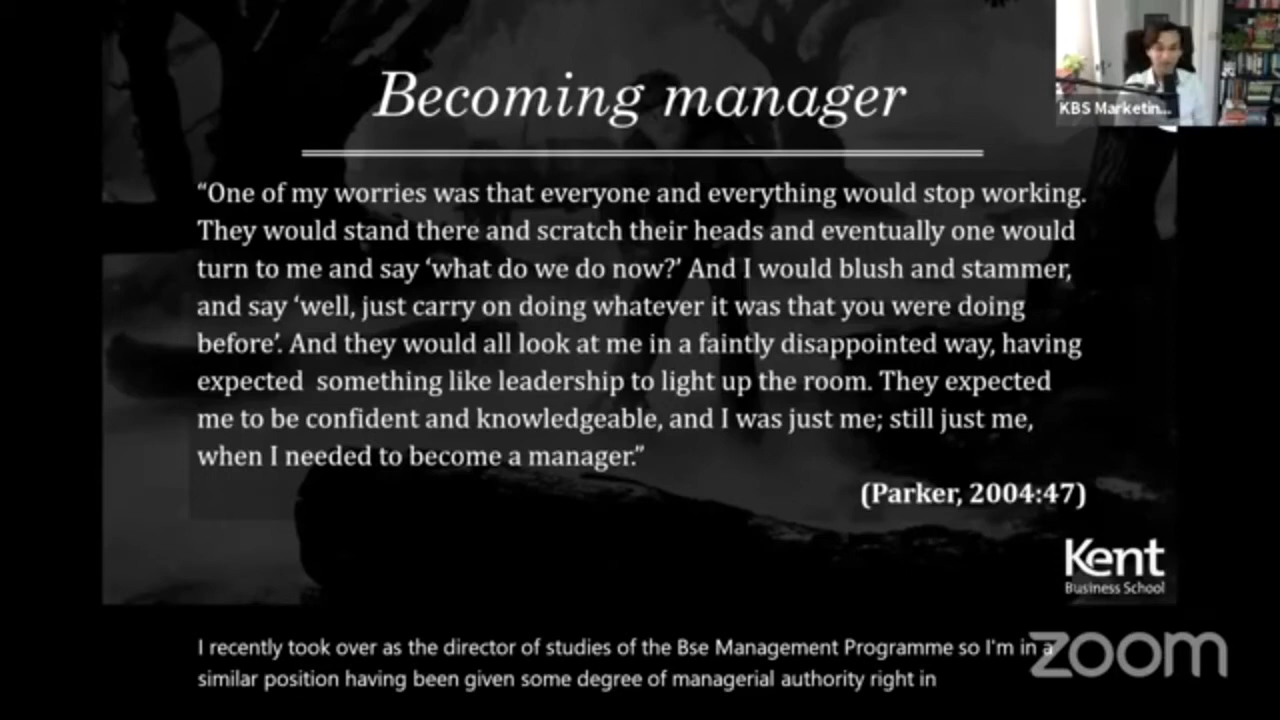 Becoming manager
KBS Marketin...
“One of my worries was that everyone and everything would stop working.
They would stand there and scratch their heads and eventually one would
turn to me and say ‘what do we do now?’ And I would blush and stammer,
and say ‘well, just carry on doing whatever it was that you were doing
before’. And they would all look at me in a faintly disappointed way, having
expected  something like leadership to light up the room. They expected
me to be confident and knowledgeable, and I was just me; still just me,
when I needed to become a manager.”
(Parker, 2004:47)
Kent
Business School
I recently took over as the director of studies of the Bse Management Programme so I'm in a
similar position having been given some degree of managerial authority right in
zoom